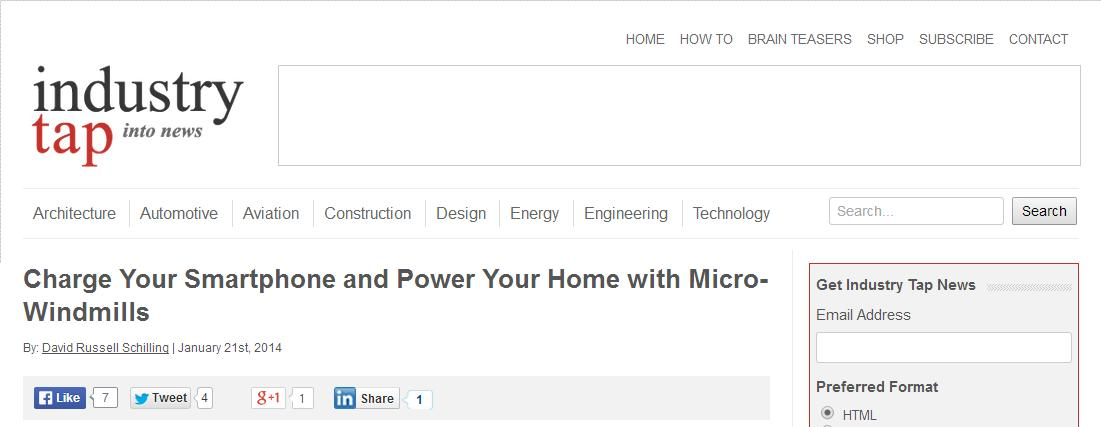 HOME HOW TO BRAIN TEASERS SHOP SUBSCRIBE CONTACT
industry
tap into news
Architecture Automotive Aviation Construction Design Energy Engineering Technology
Search... Search
Charge Your Smartphone and Power Your Home with Micro-
Windmills
By: David Russell Schilling | January 21st, 2014
Like 7 Tweet 4 g+1 1 in Share 1
Get Industry Tap News
Email Address
Preferred Format
HTML